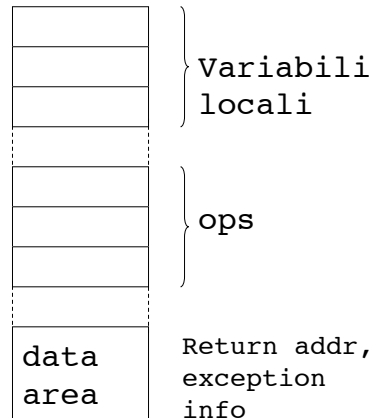 Variabili
locali
ops
data
area
Return addr,
exception
info